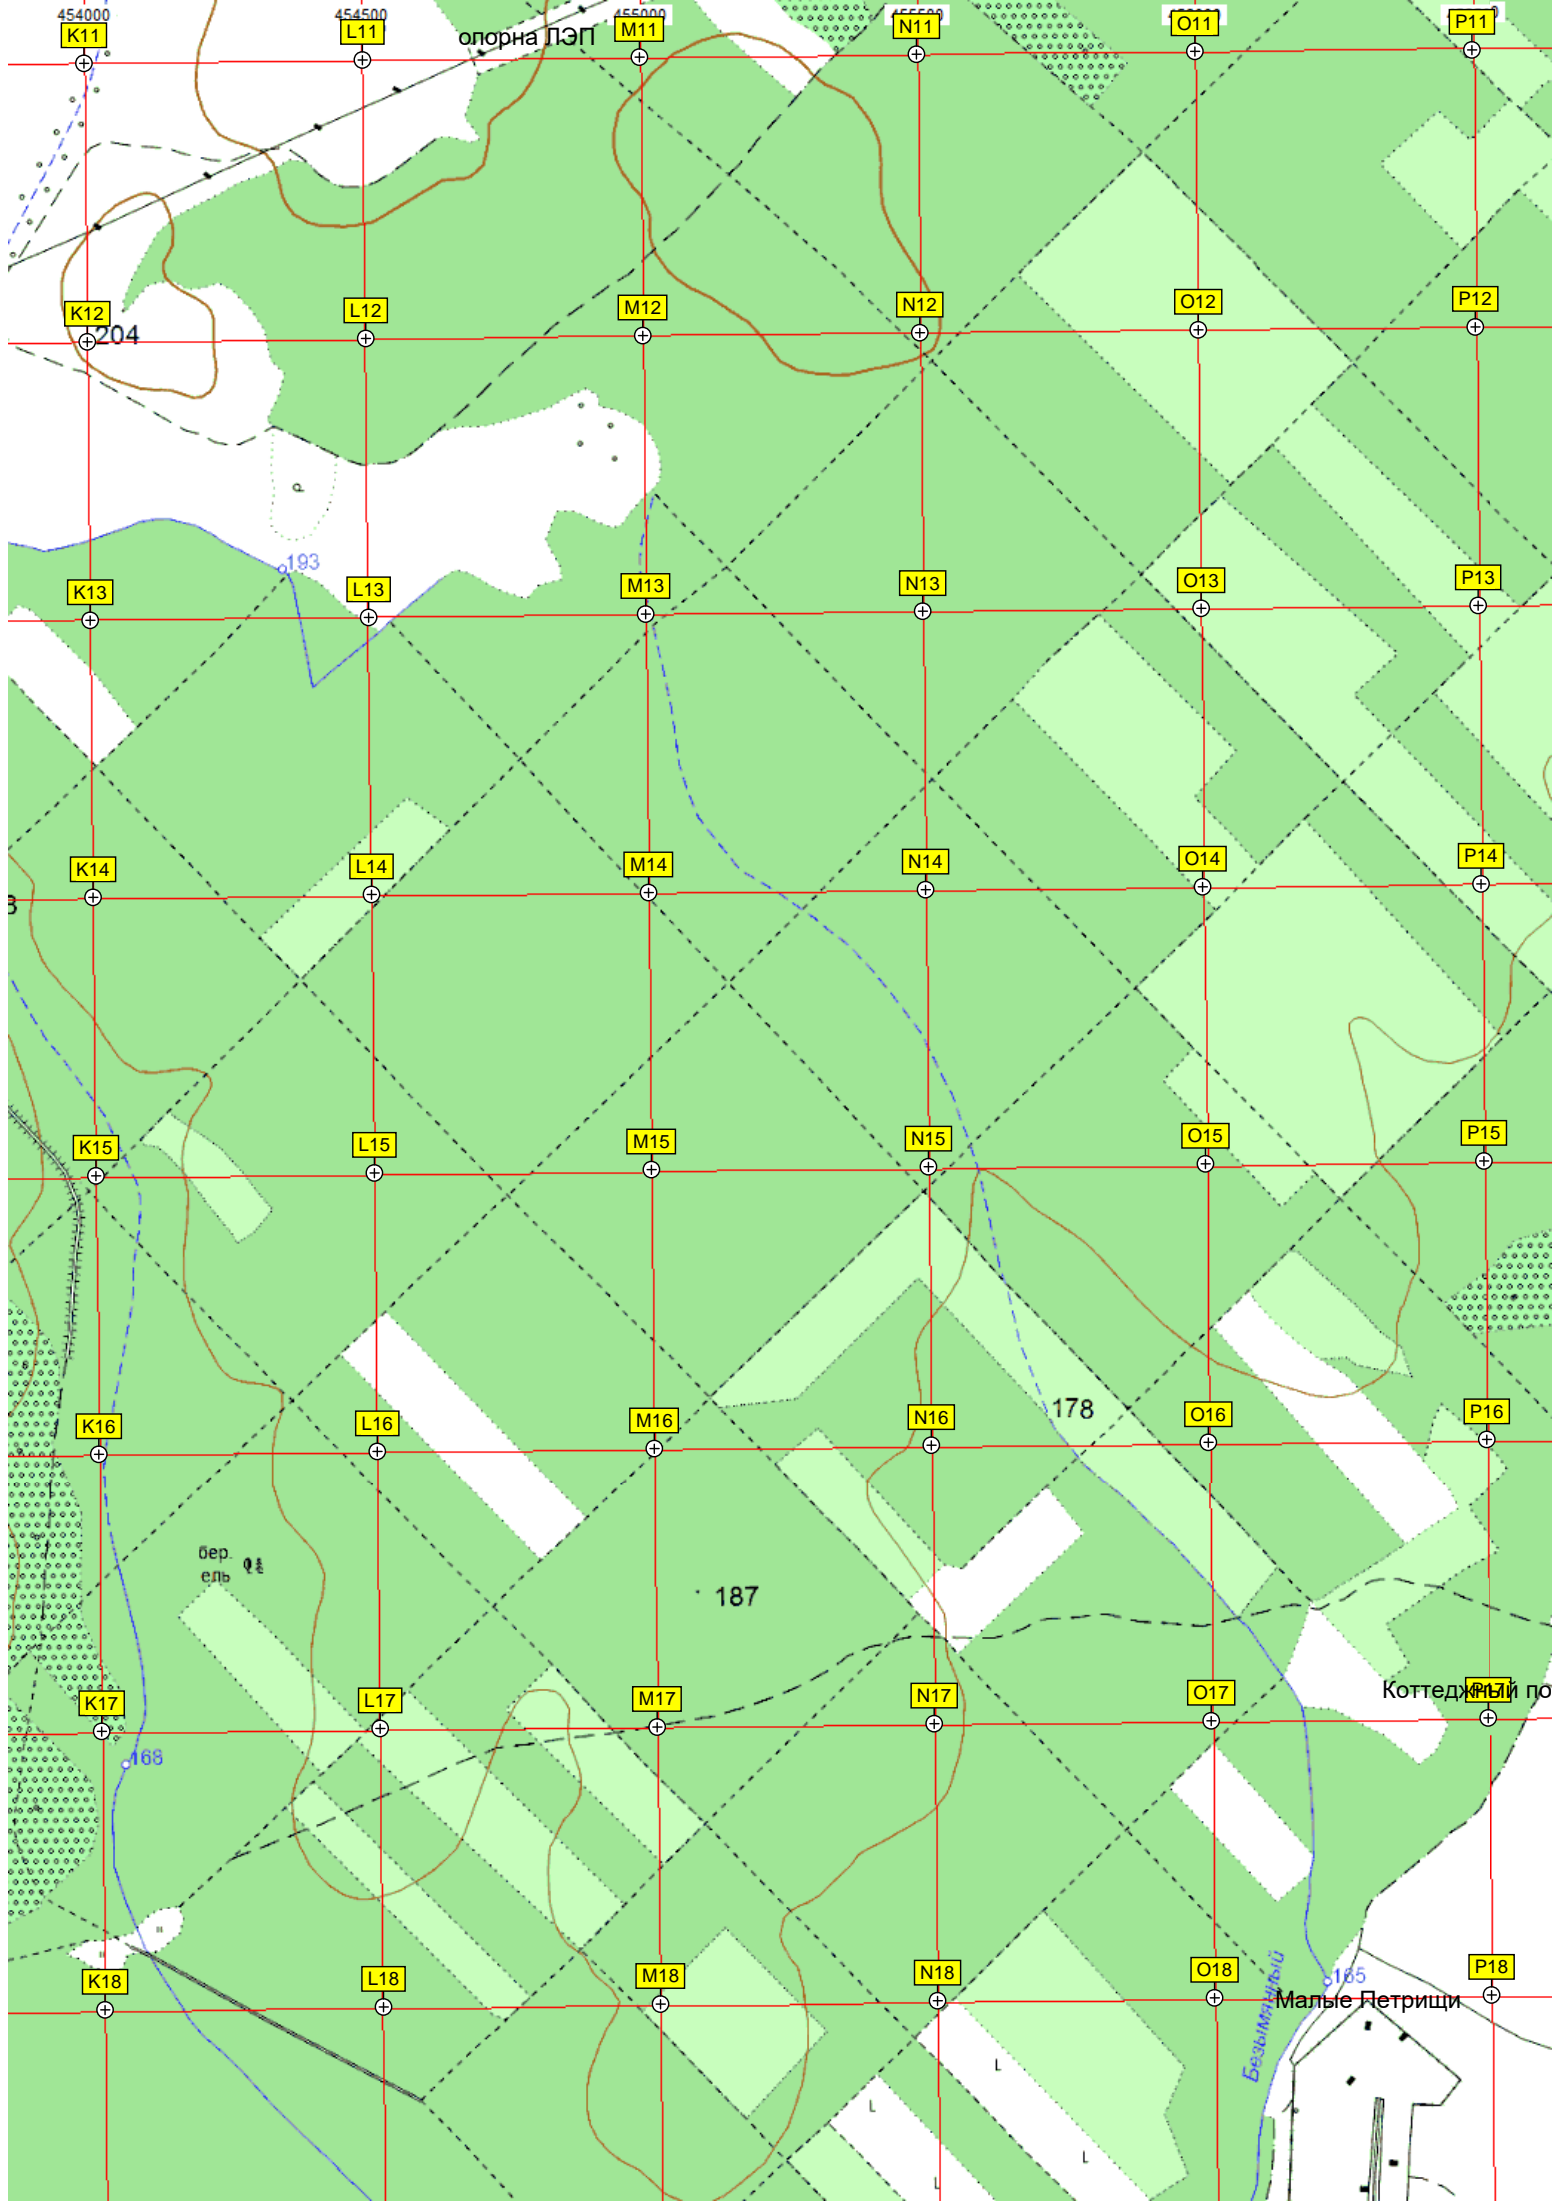 454000 454500 455000
K11 L11 опорна ЛЭП M11 N11 O11 P11
K12 L12 M12 N12 O12 P12
204
193
K13 L13 M13 N13 O13 P13
K14 L14 M14 N14 O14 P14
K15 L15 M15 N15 O15 P15
178
K16 L16 M16 N16 O16 P16
бер.
ель
187
K17 L17 M17 N17 O17 P17
Коттеджный по
168
K18 L18 M18 N18 O18 P18
165
Малые Петрищи
Безымянный